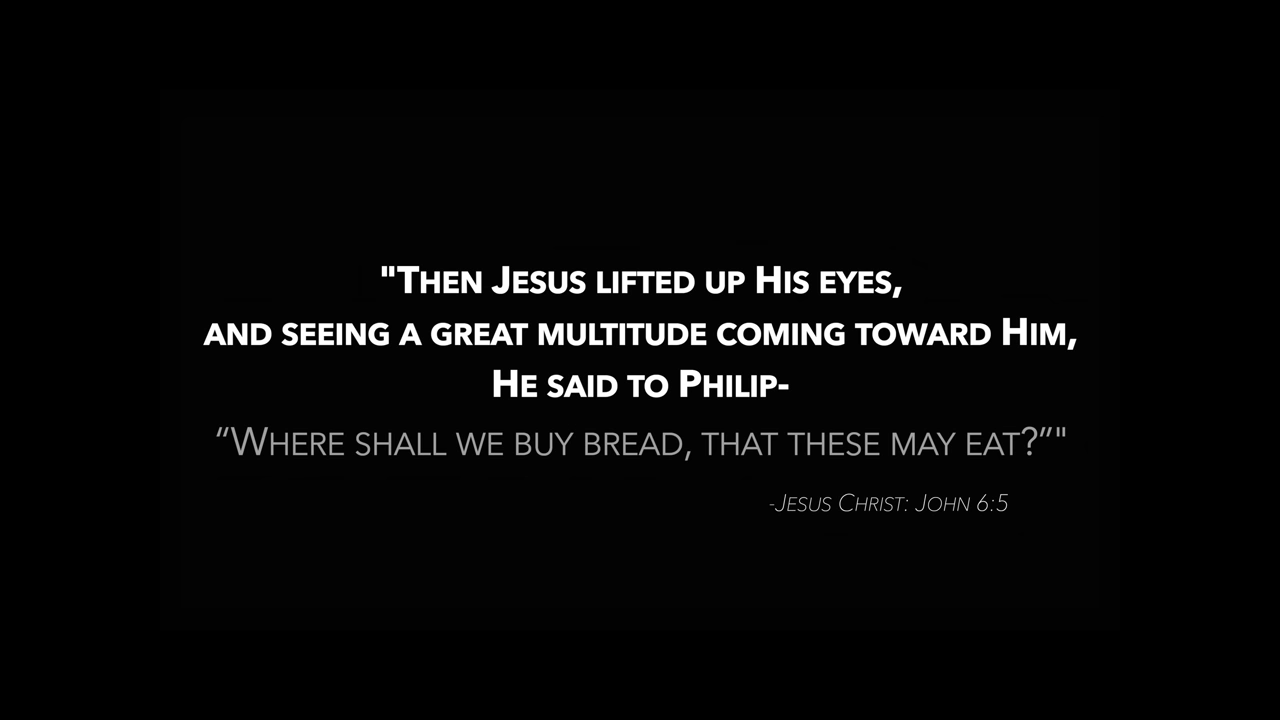 "Then Jesus lifted up His eyes,
and seeing a great multitude coming toward Him,
He said to Philip-
“Where shall we buy bread, that these may eat?”"
-Jesus Christ: John 6:5